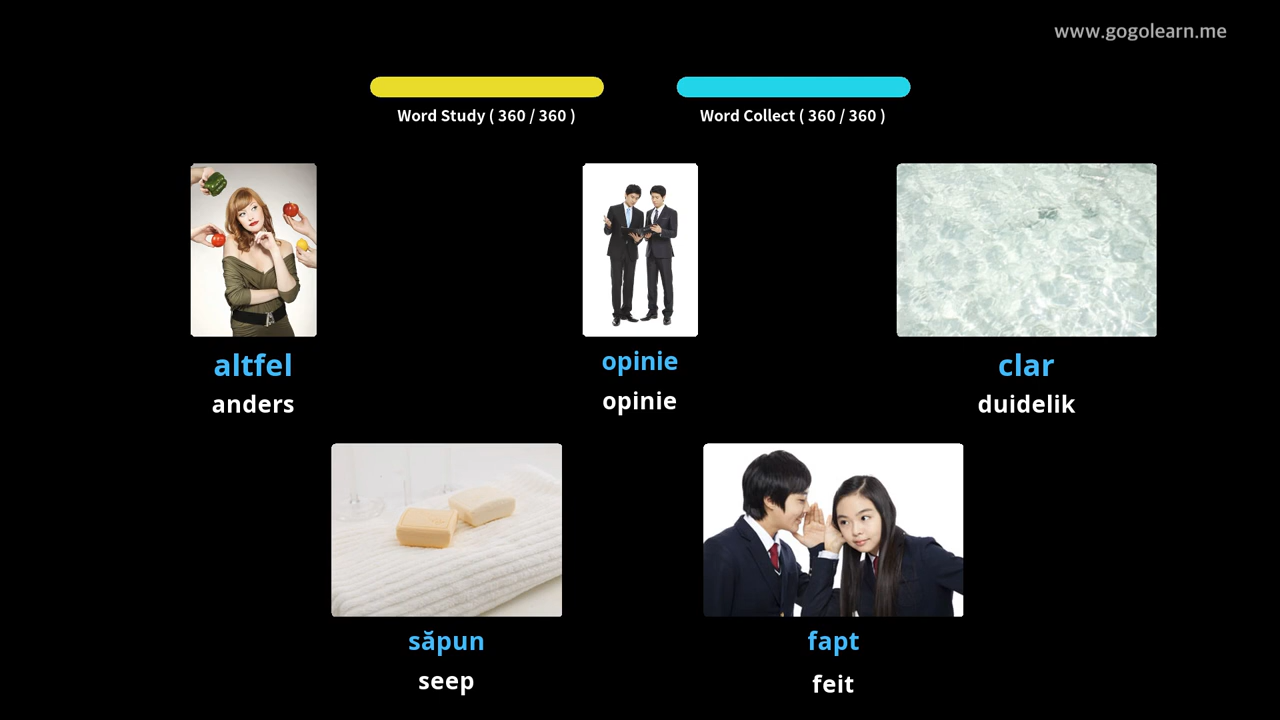 www.gogolearn.me
Word Study ( 360 / 360 )
Word Collect ( 360 / 360 )
altfel
anders
opinie
opinie
clar
duidelik
săpun
seep
fapt
feit